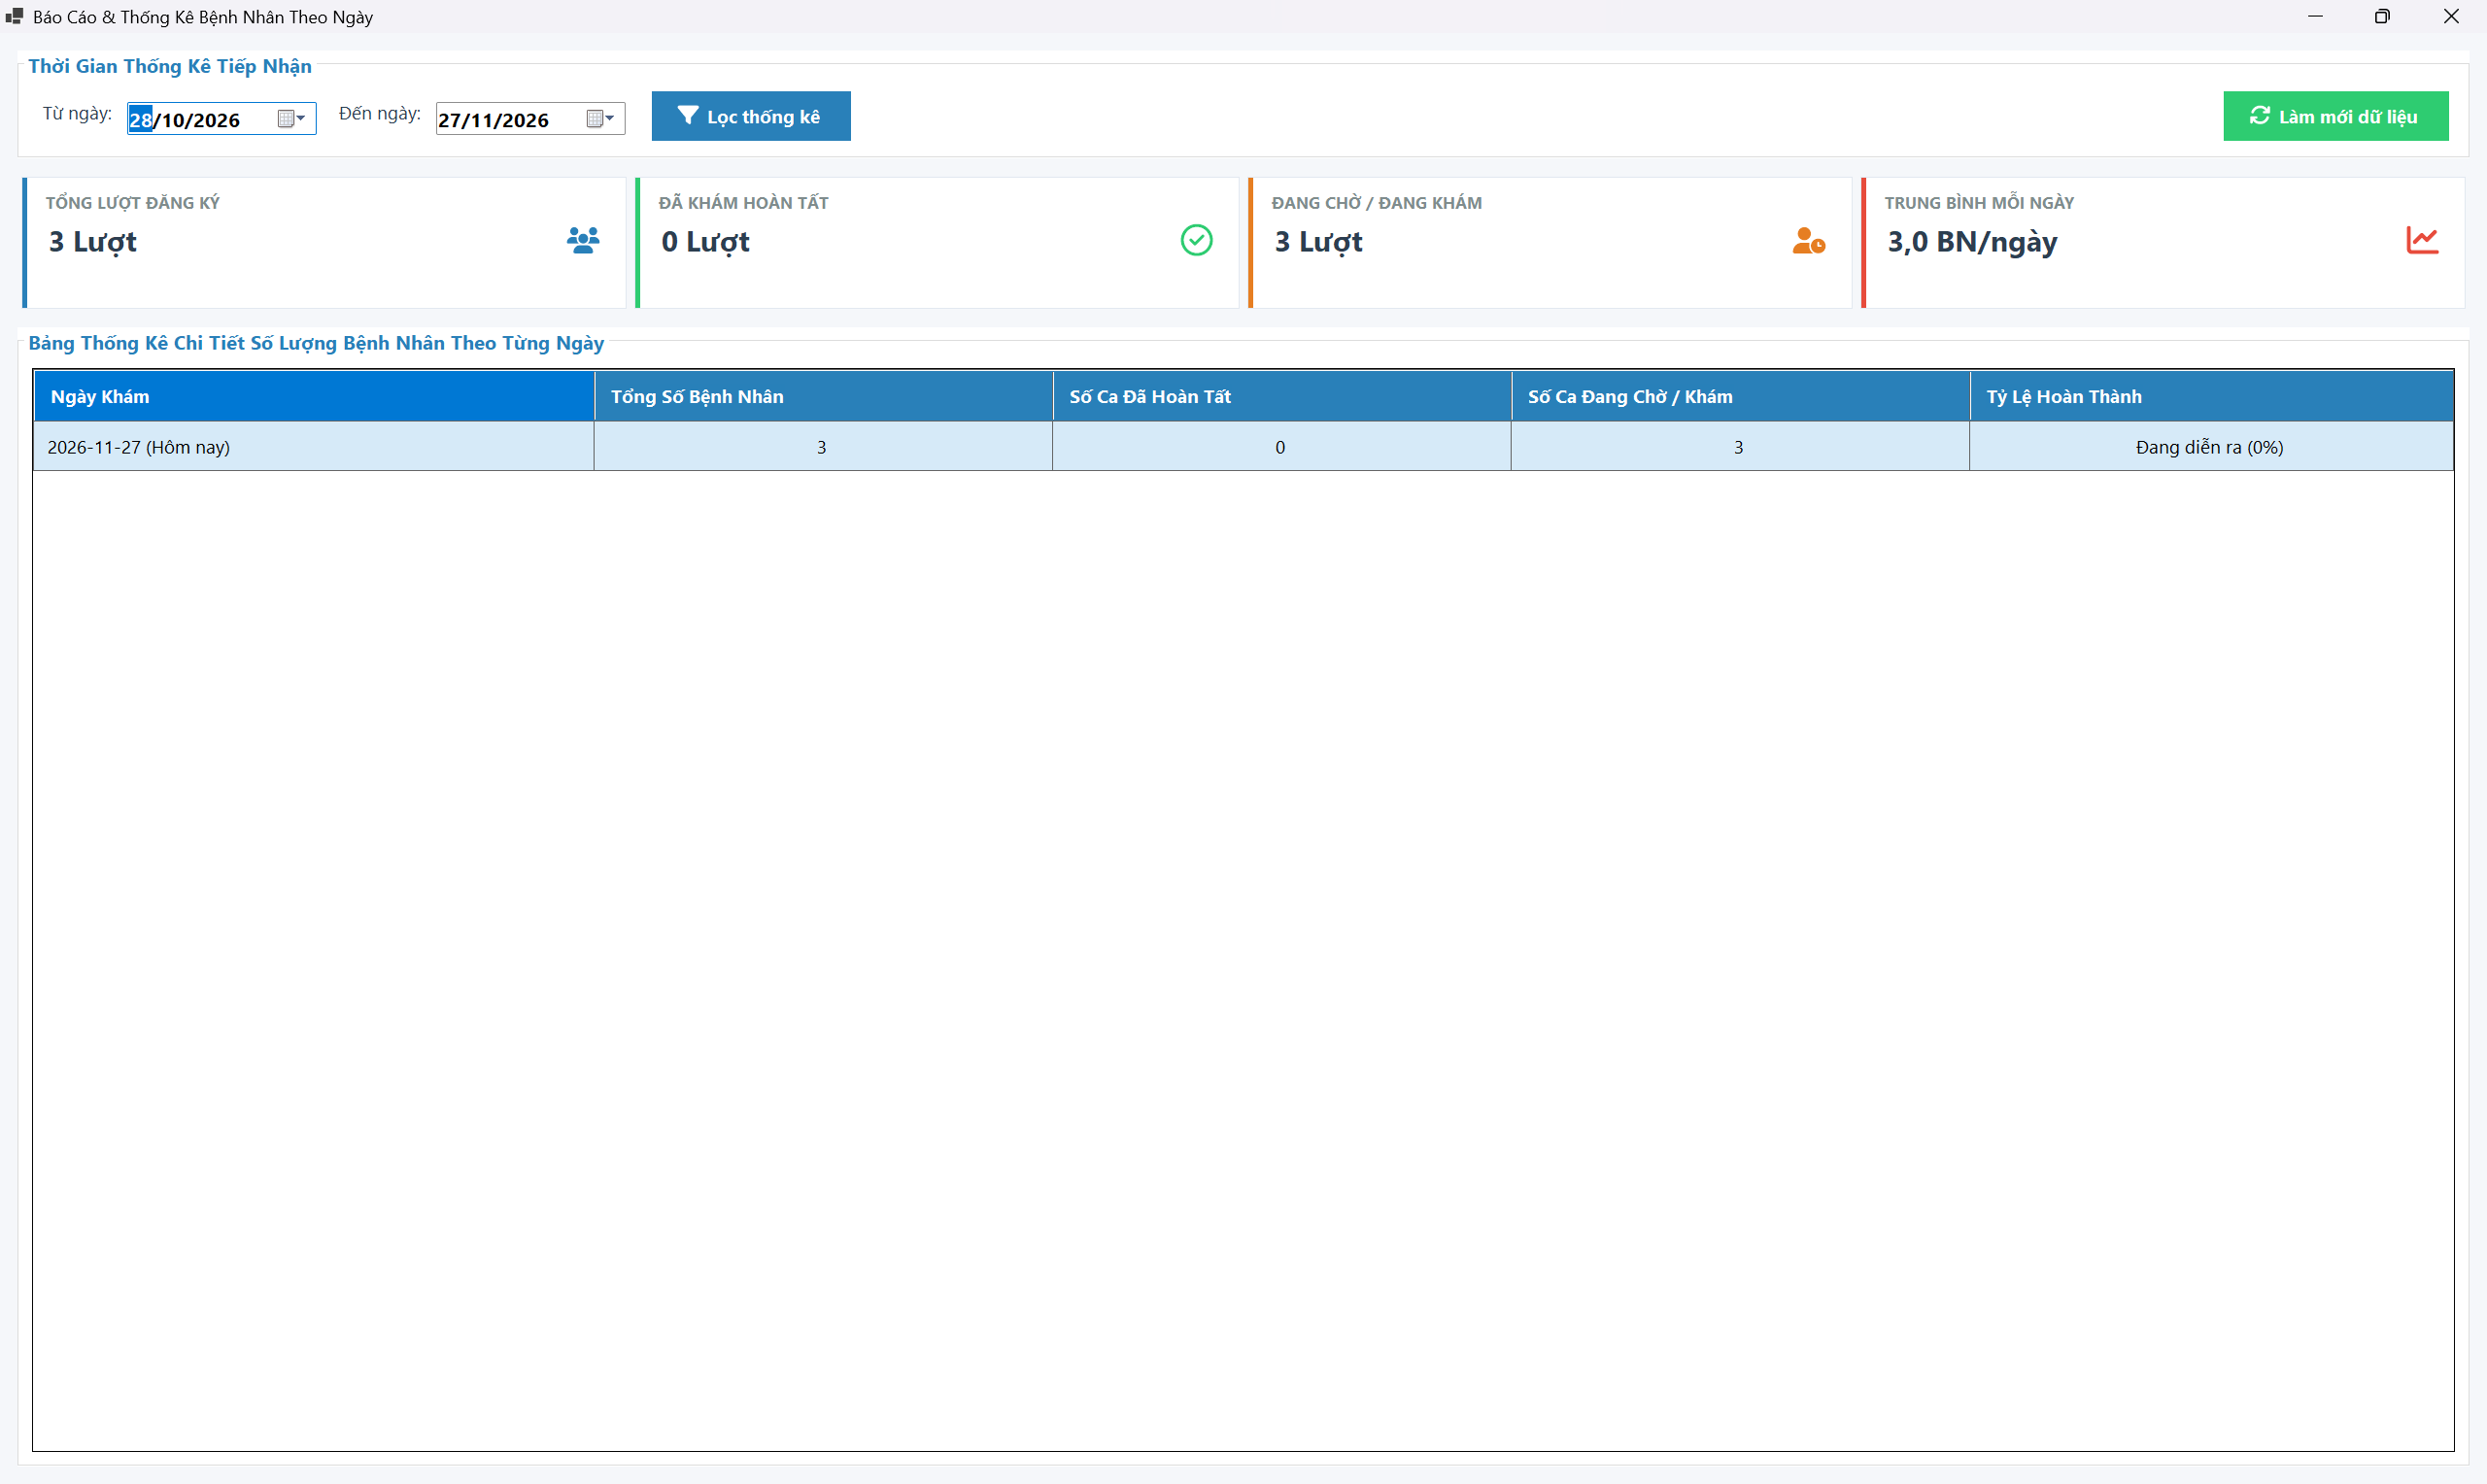 Báo Cáo & Thống Kê Bệnh Nhân Theo Ngày
Thời Gian Thống Kê Tiếp Nhận
Từ ngày: 28/10/2026 Đến ngày: 27/11/2026 Lọc thống kê Làm mới dữ liệu
TỔNG LƯỢT ĐĂNG KÝ ĐÃ KHÁM HOÀN TẤT ĐANG CHỜ / ĐANG KHÁM TRUNG BÌNH MỖI NGÀY
3 Lượt 0 Lượt 3 Lượt 3,0 BN/ngày
Bảng Thống Kê Chi Tiết Số Lượng Bệnh Nhân Theo Từng Ngày
Ngày Khám Tổng Số Bệnh Nhân Số Ca Đã Hoàn Tất Số Ca Đang Chờ / Khám Tỷ Lệ Hoàn Thành
2026-11-27 (Hôm nay) 3 0 3 Đang diễn ra (0%)